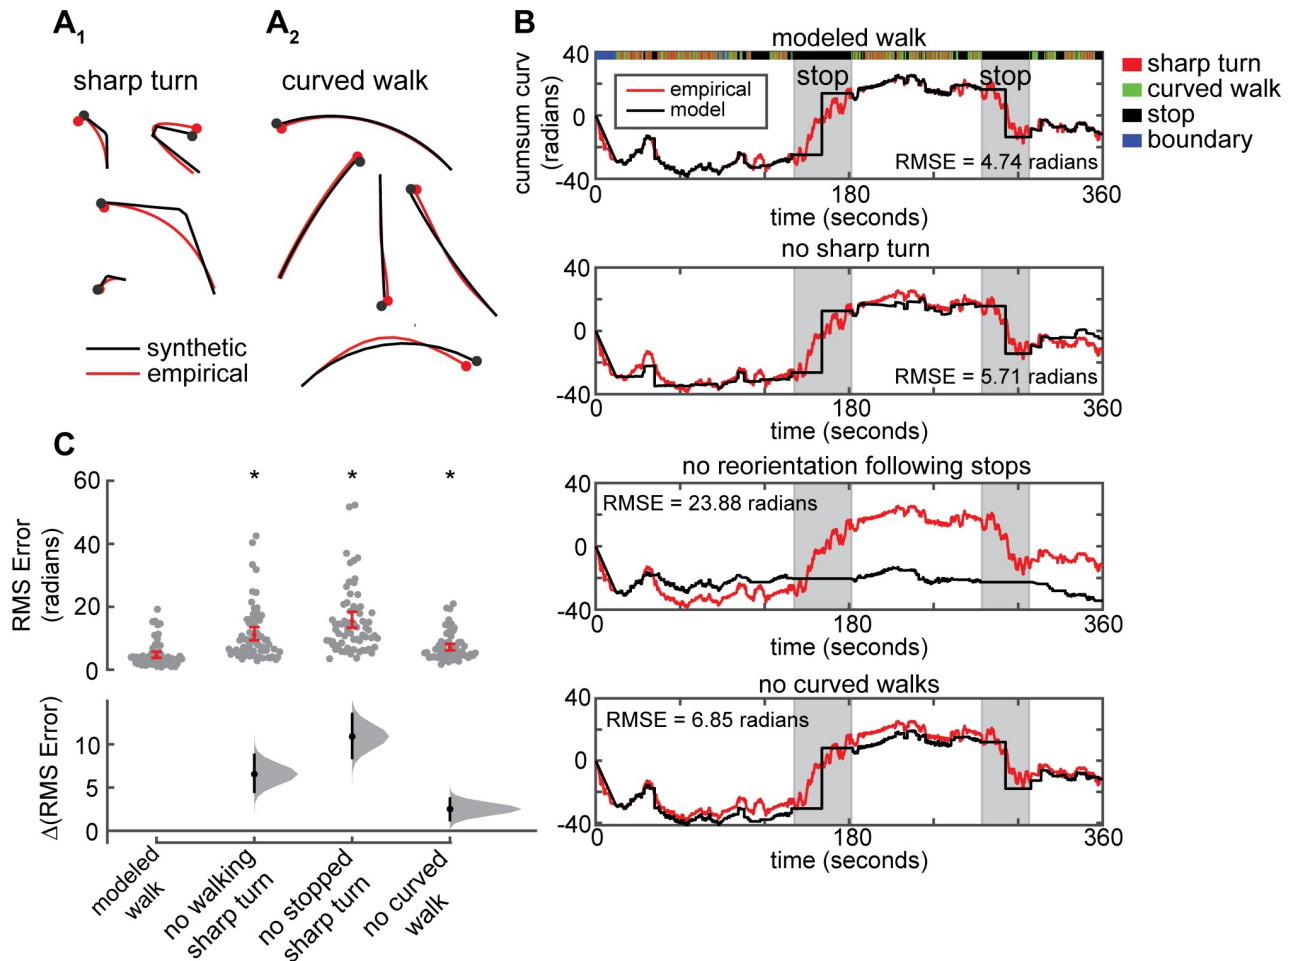 A1
sharp turn
A2
curved walk
synthetic
empirical
B
modeled walk
cumsum curv
(radians)
40
0
-40
stop
stop
empirical
model
RMSE = 4.74 radians
0
180
360
time (seconds)
sharp turn
curved walk
stop
boundary
no sharp turn
40
0
-40
RMSE = 5.71 radians
0
180
360
time (seconds)
no reorientation following stops
40
0
-40
RMSE = 23.88 radians
0
180
360
time (seconds)
no curved walks
40
0
-40
RMSE = 6.85 radians
0
180
360
time (seconds)
C
RMS Error
(radians)
60
40
20
0
*
*
*
Δ(RMS Error)
10
5
0
modeled
walk
no walking
sharp turn
no stopped
sharp turn
no curved
walk